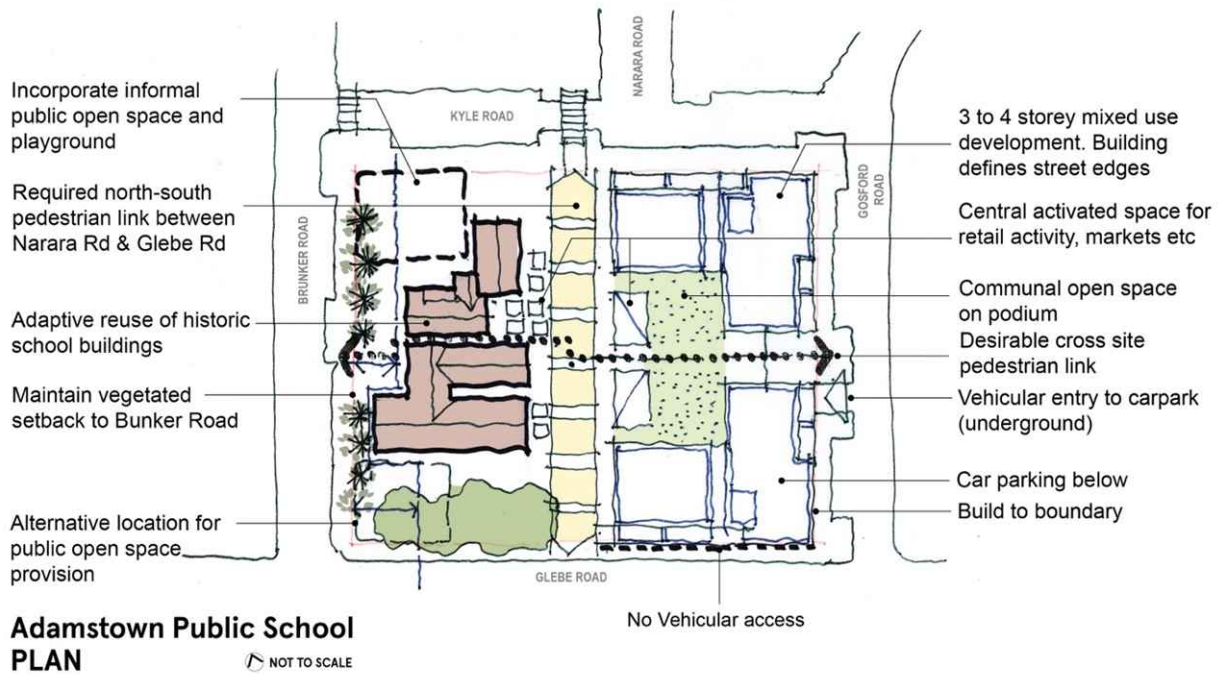 NARARA ROAD
KYLE ROAD
GOSFORD
ROAD
BRUNKER ROAD
GLEBE ROAD
Incorporate informal
public open space and
playground
Required north-south
pedestrian link between
Narara Rd & Glebe Rd
Adaptive reuse of historic
school buildings
Maintain vegetated
setback to Bunker Road
Alternative location for
public open space
provision
3 to 4 storey mixed use
development. Building
defines street edges
Central activated space for
retail activity, markets etc
Communal open space
on podium
Desirable cross site
pedestrian link
Vehicular entry to carpark
(underground)
Car parking below
Build to boundary
No Vehicular access
Adamstown Public School
PLAN
NOT TO SCALE